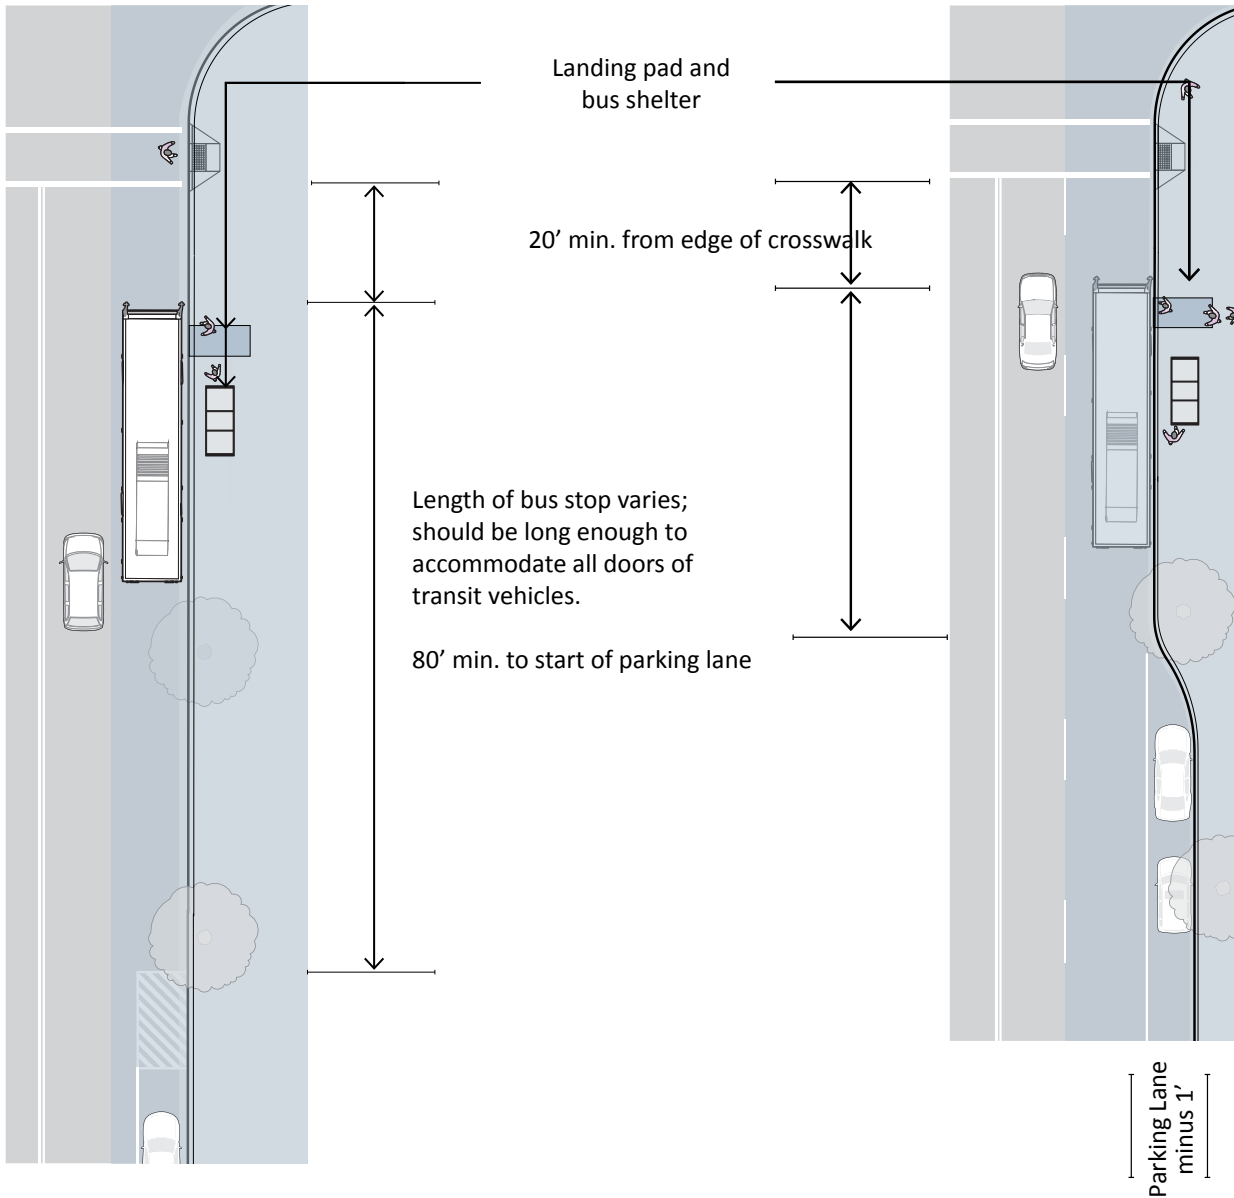 Landing pad and
bus shelter
20’ min. from edge of crosswalk
Length of bus stop varies;
should be long enough to
accommodate all doors of
transit vehicles.
80’ min. to start of parking lane
Parking Lane
minus 1’